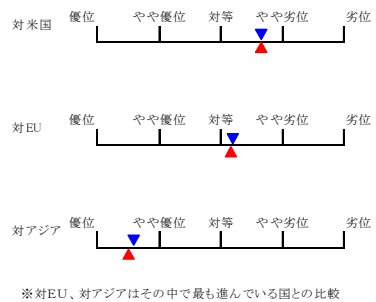 対米国 優位 やや優位 対等 やや劣位 劣位
対EU 優位 やや優位 対等 やや劣位 劣位
対アジア 優位 やや優位 対等 やや劣位 劣位
※対EU、対アジアはその中で最も進んでいる国との比較